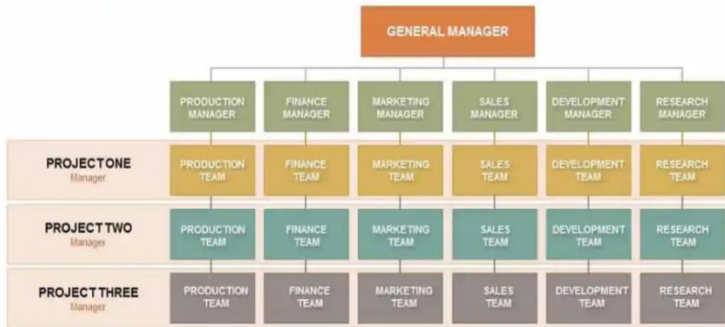 GENERAL MANAGER
PRODUCTION
MANAGER
FINANCE
MANAGER
MARKETING
MANAGER
SALES
MANAGER
DEVELOPMENT
MANAGER
RESEARCH
MANAGER
PROJECT ONE
Manager
PRODUCTION
TEAM
FINANCE
TEAM
MARKETING
TEAM
SALES
TEAM
DEVELOPMENT
TEAM
RESEARCH
TEAM
PROJECT TWO
Manager
PRODUCTION
TEAM
FINANCE
TEAM
MARKETING
TEAM
SALES
TEAM
DEVELOPMENT
TEAM
RESEARCH
TEAM
PROJECT THREE
Manager
PRODUCTION
TEAM
FINANCE
TEAM
MARKETING
TEAM
SALES
TEAM
DEVELOPMENT
TEAM
RESEARCH
TEAM